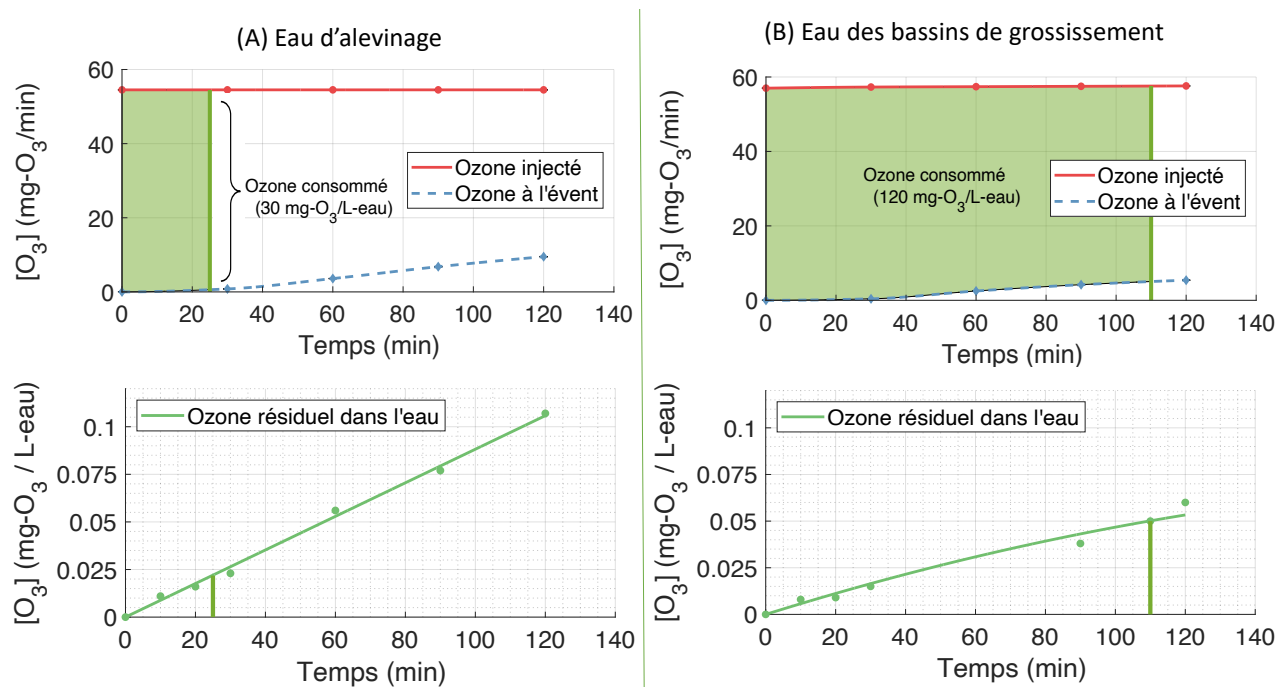 (A) Eau d'alevinage
60
40
20
0
[O3] (mg-O3/min)
Ozone consommé
(30 mg-O3/L-eau)
Ozone injecté
Ozone à l'évent
0 20 40 60 80 100 120 140
Temps (min)
0.1
0.075
0.05
0.025
0
[O3] (mg-O3 / L-eau)
Ozone résiduel dans l'eau
0 20 40 60 80 100 120 140
Temps (min)
(B) Eau des bassins de grossissement
60
40
20
0
[O3] (mg-O3/min)
Ozone consommé
(120 mg-O3/L-eau)
Ozone injecté
Ozone à l'évent
0 20 40 60 80 100 120 140
Temps (min)
0.1
0.075
0.05
0.025
0
[O3] (mg-O3 / L-eau)
Ozone résiduel dans l'eau
0 20 40 60 80 100 120 140
Temps (min)